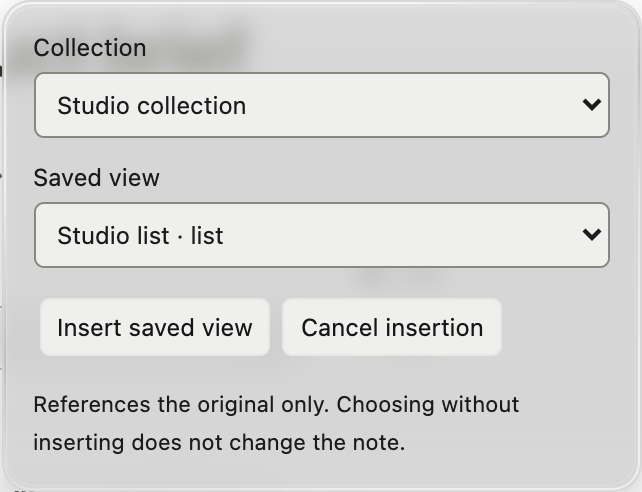 Collection
Studio collection
Saved view
Studio list · list
Insert saved view
Cancel insertion
References the original only. Choosing without
inserting does not change the note.